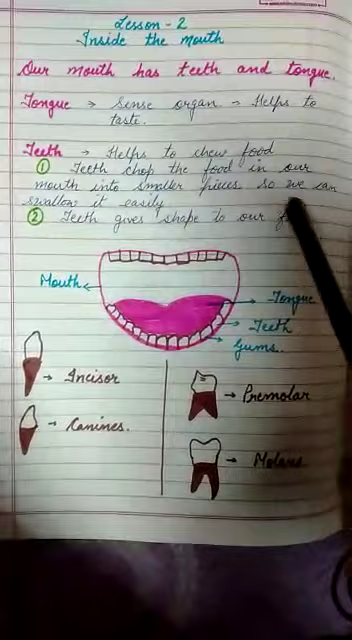 Lesson - 2
Inside the mouth
Our mouth has teeth and tongue.
Tongue → Sense organ → Helps to
taste.
Teeth → Helps to chew food
① Teeth chop the food in our
mouth into smaller pieces so we can
swallow it easily
② Teeth gives shape to our
Mouth ←
→ Tongue
→ Teeth
→ Gums.
→ Incisor
→ Canines.
→ Premolar
→ Molars